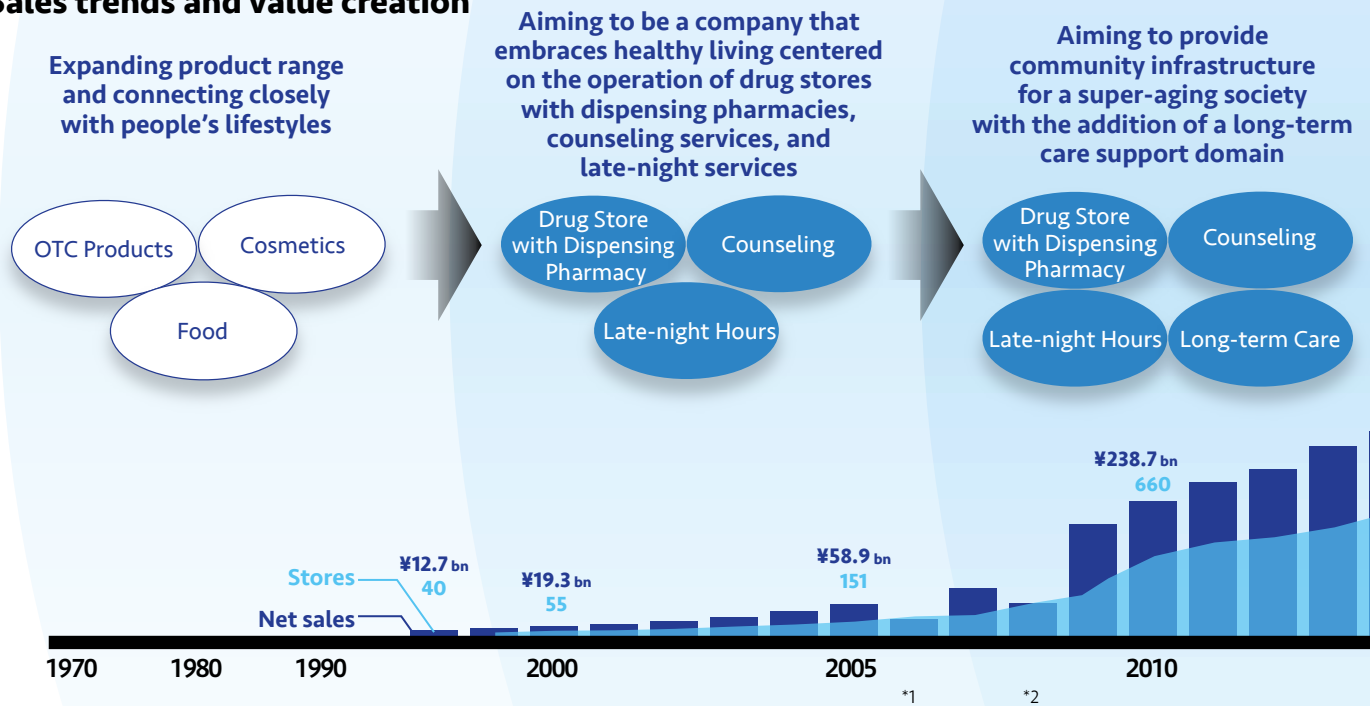 Sales trends and value creation
Expanding product range
and connecting closely
with people's lifestyles
OTC Products
Cosmetics
Food
Aiming to be a company that
embraces healthy living centered
on the operation of drug stores
with dispensing pharmacies,
counseling services, and
late-night services
Drug Store
with Dispensing
Pharmacy
Counseling
Late-night Hours
Aiming to provide
community infrastructure
for a super-aging society
with the addition of a long-term
care support domain
Drug Store
with Dispensing
Pharmacy
Counseling
Late-night Hours
Long-term Care
Stores
Net sales
¥12.7 bn
40
¥19.3 bn
55
¥58.9 bn
151
¥238.7 bn
660
1970
1980
1990
2000
2005
2010
*1
*2